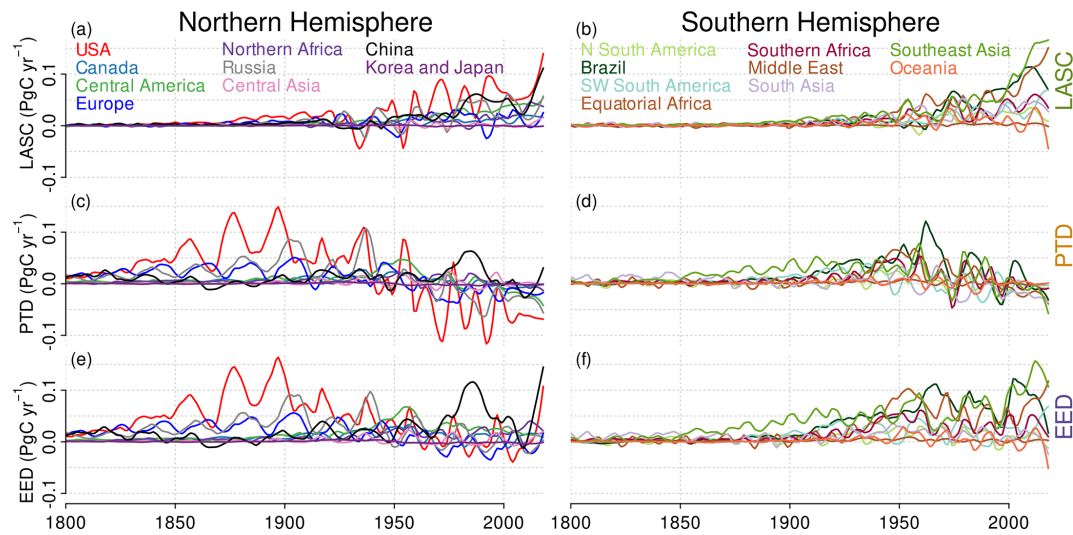 Northern Hemisphere
Southern Hemisphere
(a)
USA
Canada
Central America
Europe
Northern Africa
Russia
Central Asia
China
Korea and Japan
LASC (PgC yr−1)
0.1
0.0
-0.1
(b)
N South America
Brazil
SW South America
Equatorial Africa
Southern Africa
Middle East
South Asia
Southeast Asia
Oceania
LASC
(c)
PTD (PgC yr−1)
0.1
0.0
-0.1
(d)
PTD
(e)
EED (PgC yr−1)
0.1
0.0
-0.1
(f)
EED
1800 1850 1900 1950 2000
1800 1850 1900 1950 2000